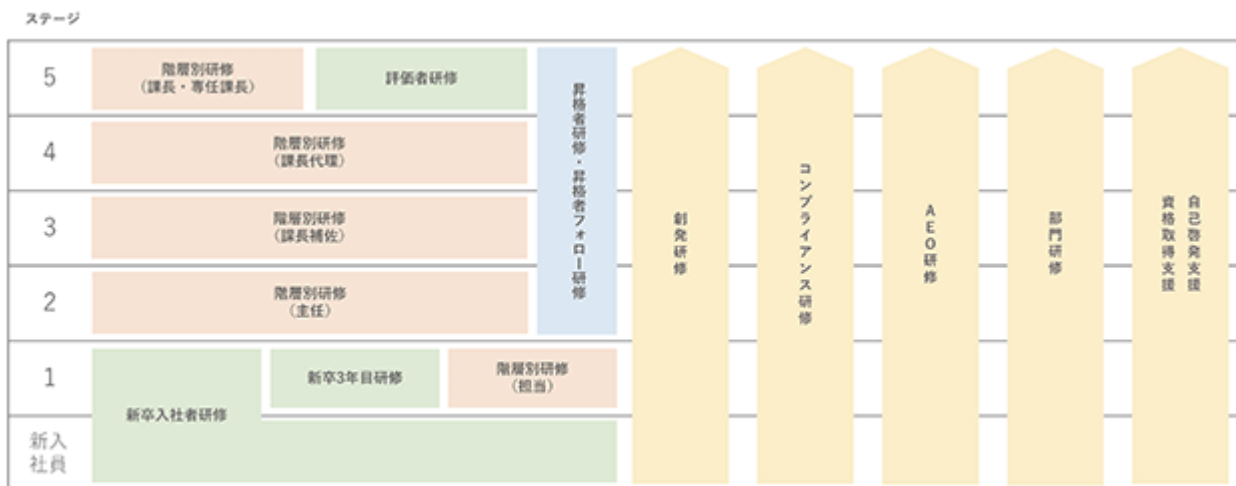 ステージ
5
階層別研修
(課長・専任課長)
評価者研修
昇格者研修・昇格者フォロー研修
創発研修
コンプライアンス研修
AEO研修
部門研修
自己啓発支援
資格取得支援
4
階層別研修
(課長代理)
3
階層別研修
(課長補佐)
2
階層別研修
(主任)
1
新卒入社者研修
新卒3年目研修
階層別研修
(担当)
新入
社員